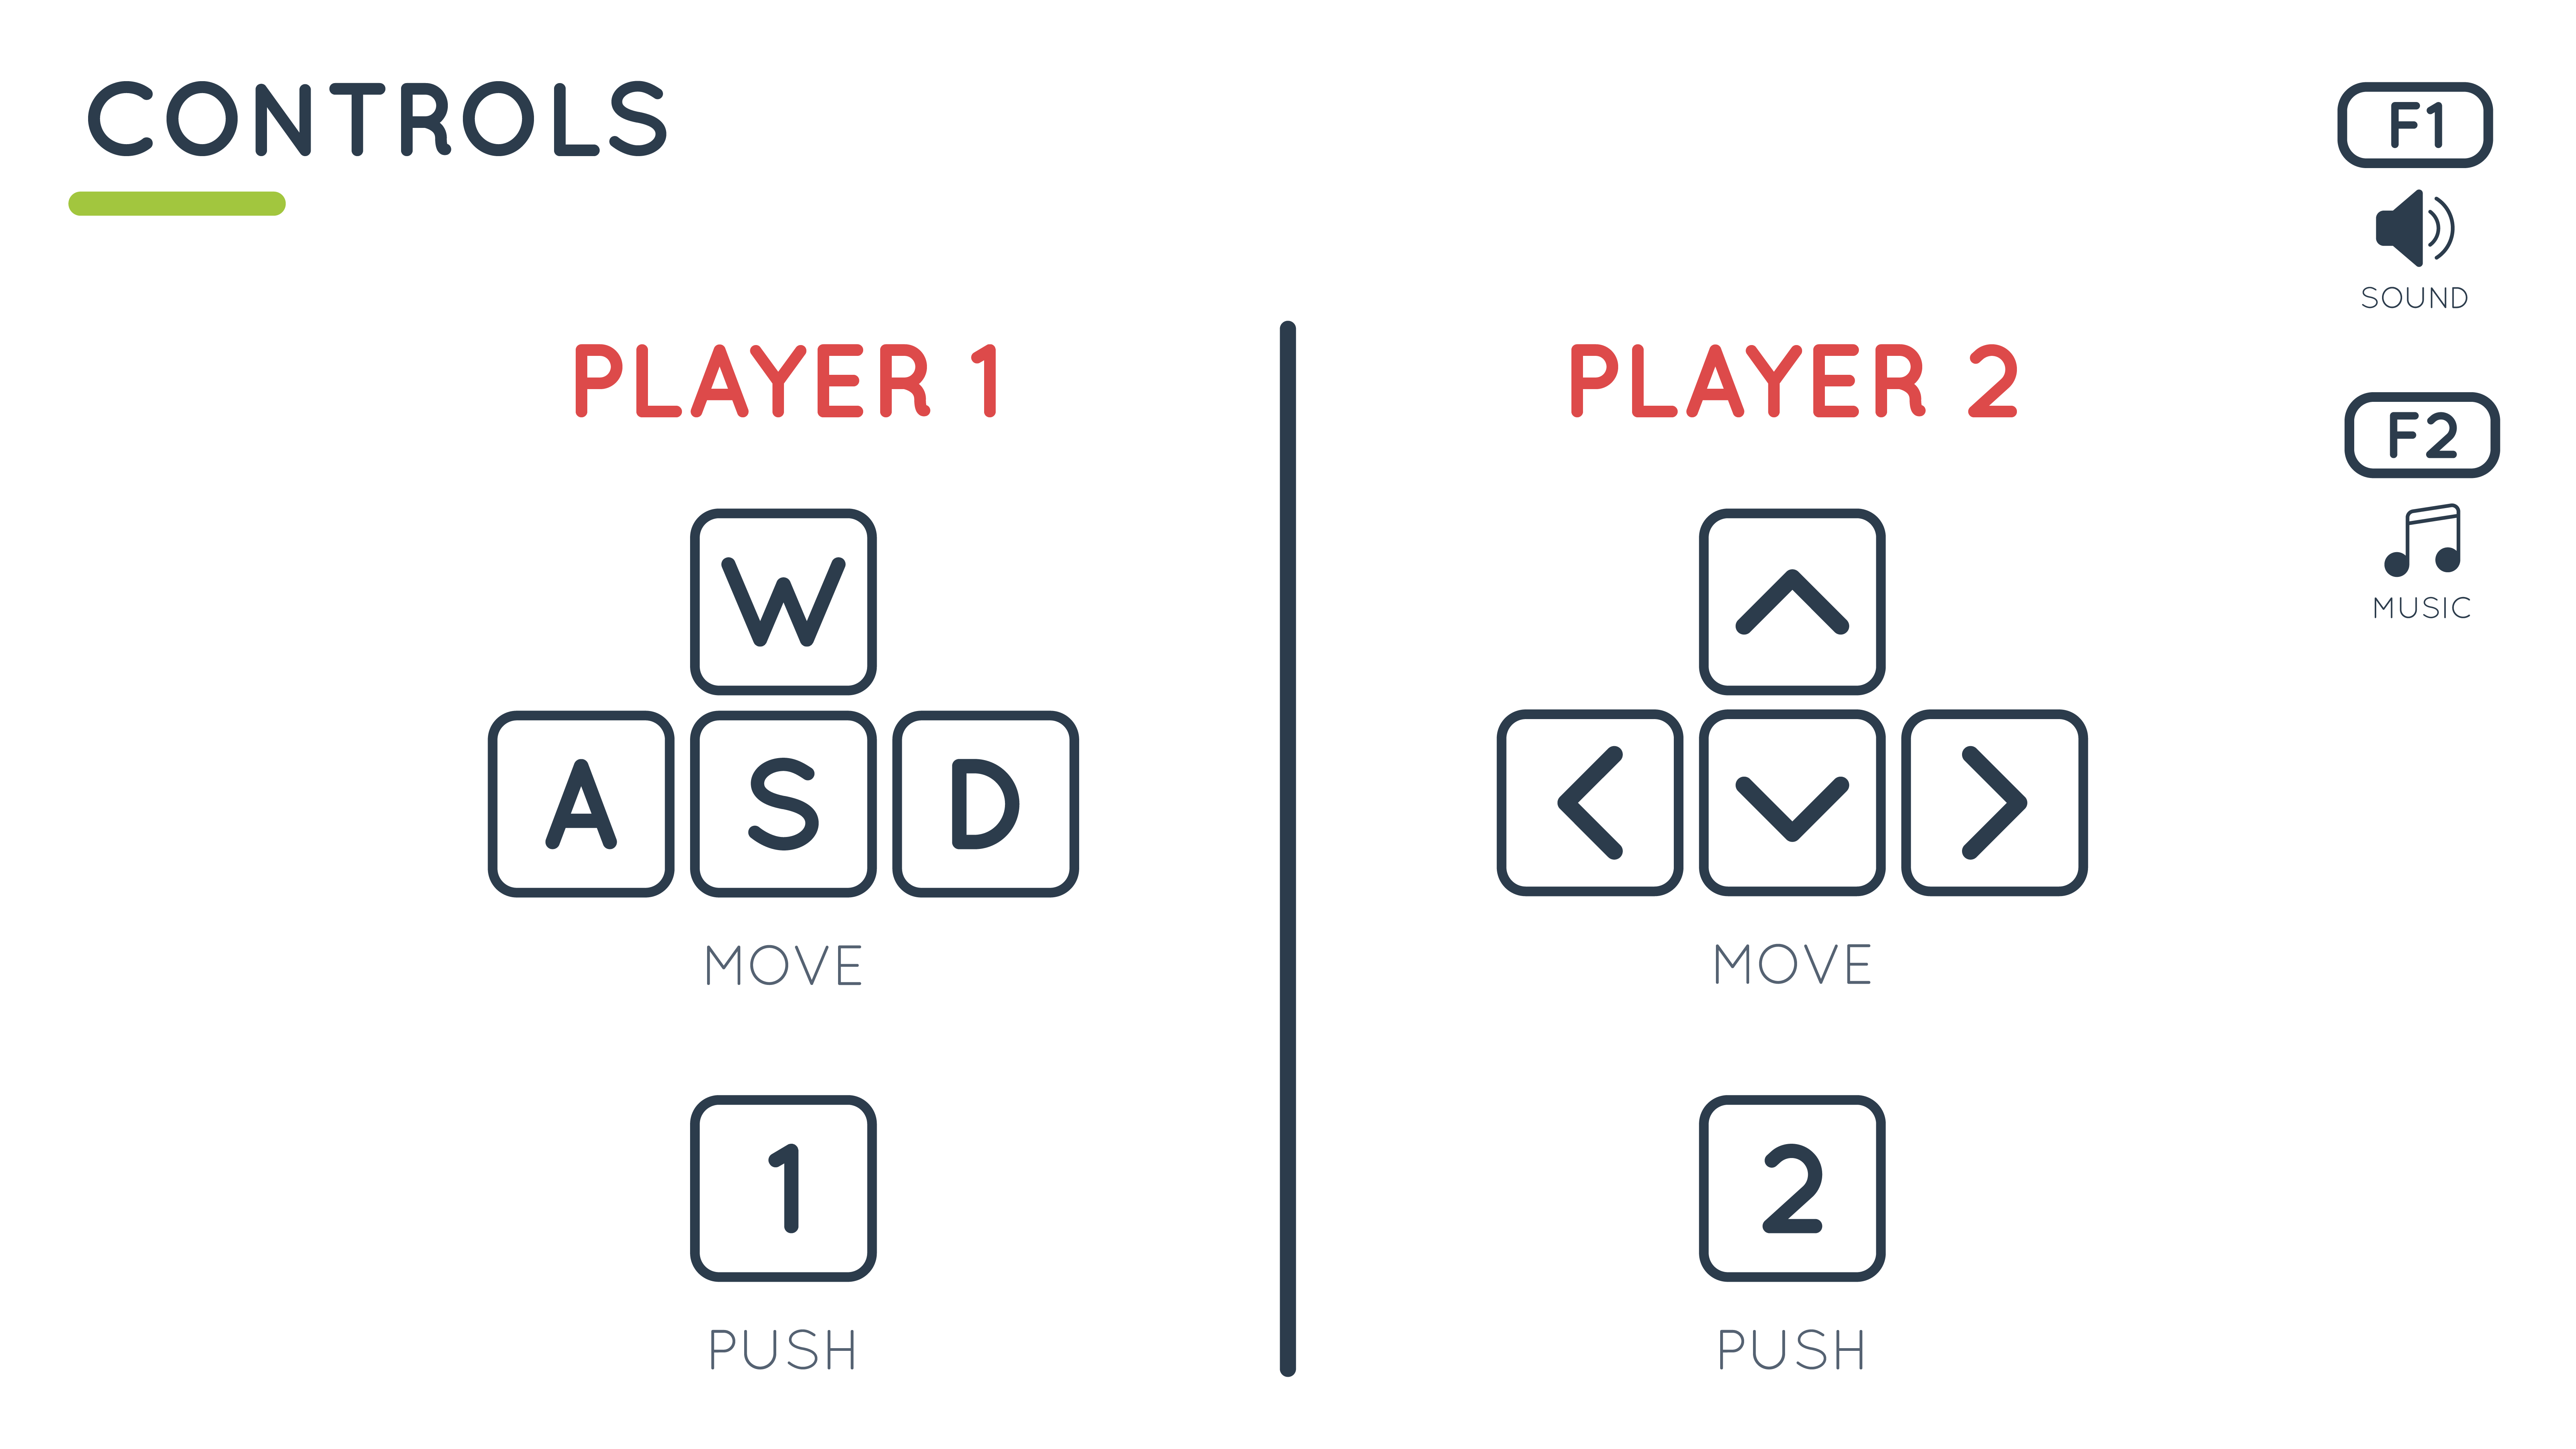 CONTROLS
F1
SOUND
F2
MUSIC
PLAYER 1
W
A S D
MOVE
1
PUSH
PLAYER 2
MOVE
2
PUSH